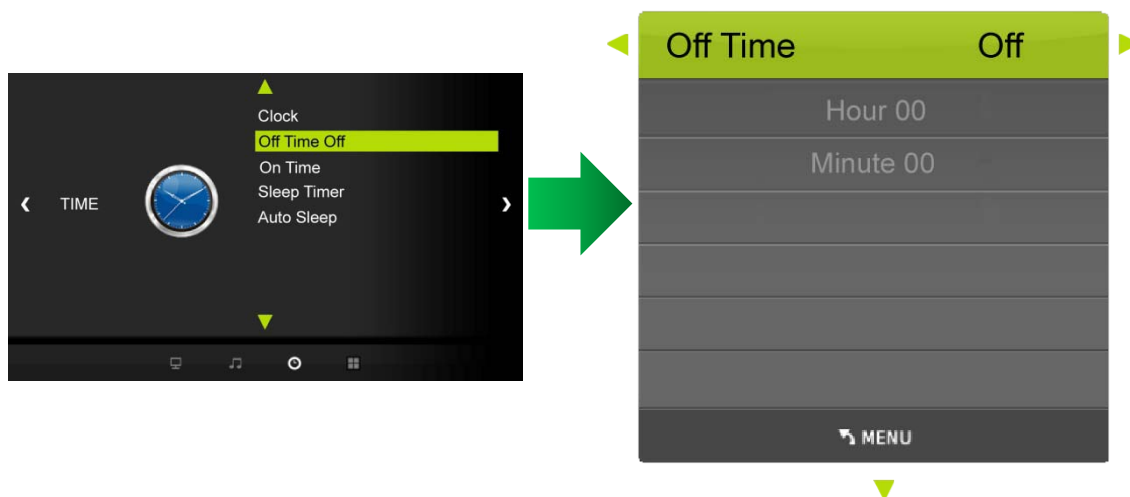 TIME
Clock
Off Time Off
On Time
Sleep Timer
Auto Sleep
Off Time Off
Hour 00
Minute 00
MENU